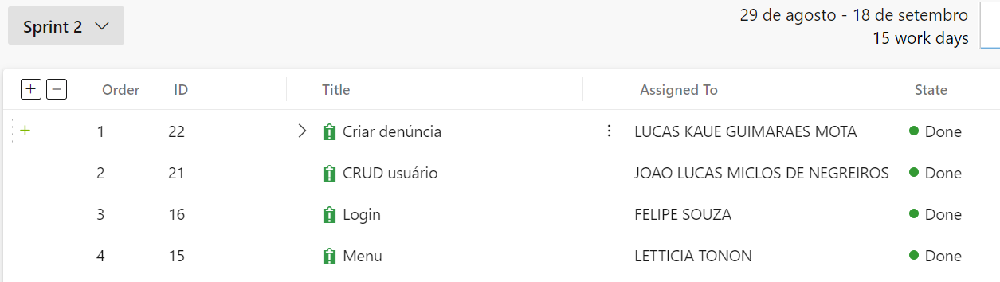 Sprint 2
29 de agosto - 18 de setembro
15 work days
Order ID Title Assigned To State
1 22 Criar denúncia LUCAS KAUE GUIMARAES MOTA Done
2 21 CRUD usuário JOAO LUCAS MICLOS DE NEGREIROS Done
3 16 Login FELIPE SOUZA Done
4 15 Menu LETTICIA TONON Done